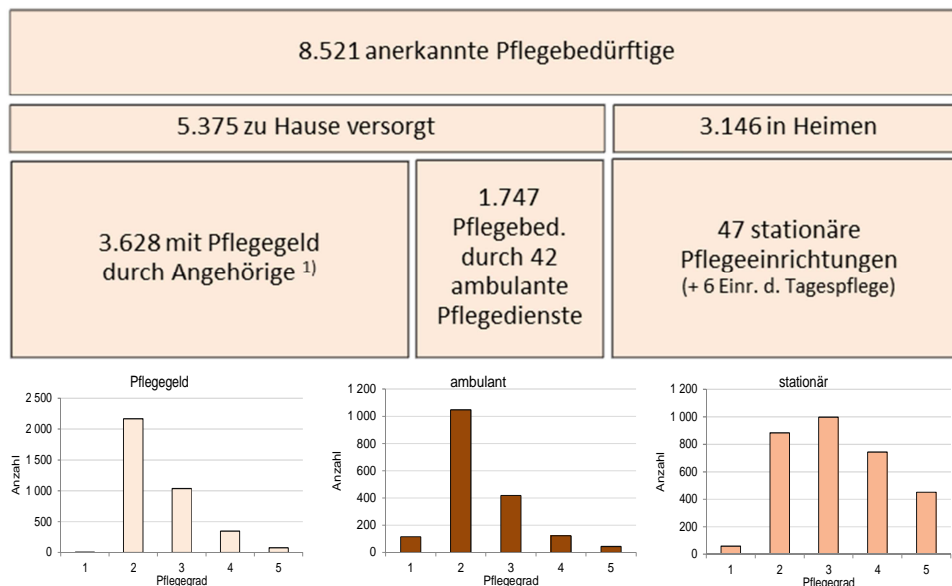 8.521 anerkannte Pflegebedürftige
5.375 zu Hause versorgt
3.146 in Heimen
3.628 mit Pflegegeld
durch Angehörige 1)
1.747
Pflegebed.
durch 42
ambulante
Pflegedienste
47 stationäre
Pflegeeinrichtungen
(+ 6 Einr. d. Tagespflege)
Pflegegeld
2 500
2 000
1 500
1 000
500
0
Anzahl
1 2 3 4 5
Pflegegrad
ambulant
1 200
1 000
800
600
400
200
0
Anzahl
1 2 3 4 5
Pflegegrad
stationär
1 200
1 000
800
600
400
200
0
Anzahl
1 2 3 4 5
Pflegegrad